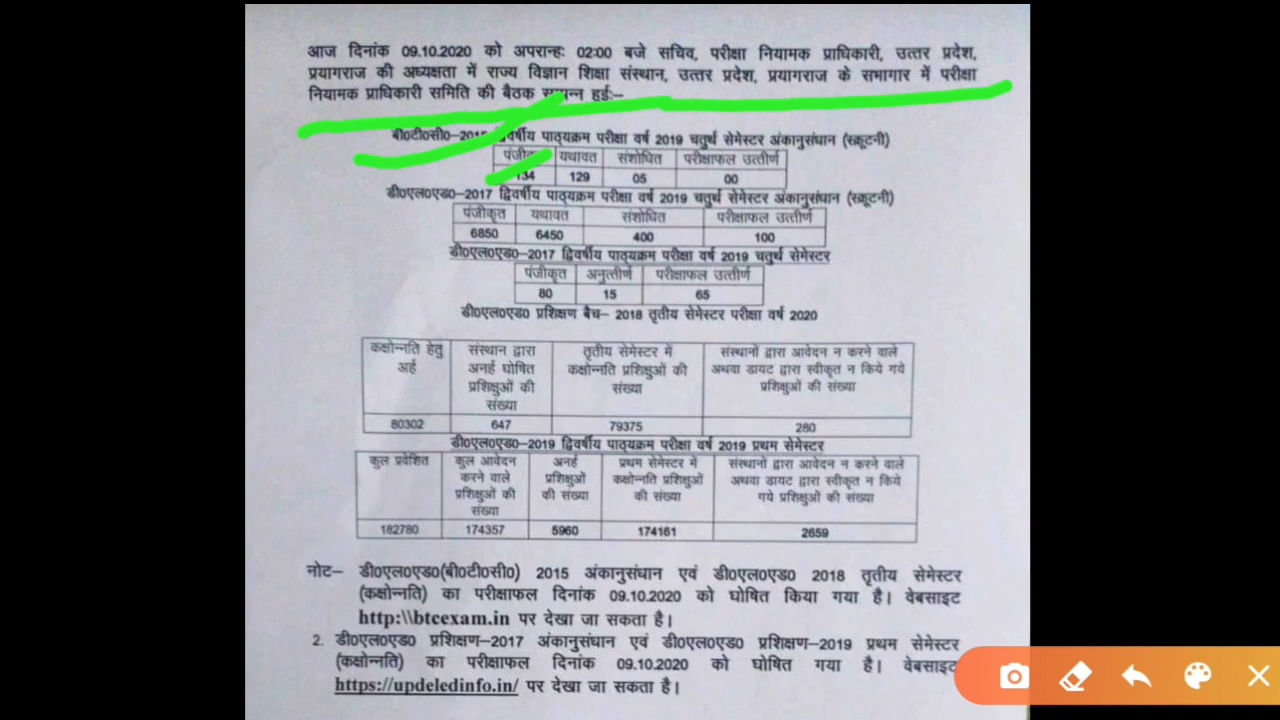 आज दिनांक 09.10.2020 को अपरान्हः 02:00 बजे सचिव, परीक्षा नियामक प्राधिकारी, उत्तर प्रदेश,
प्रयागराज की अध्यक्षता में राज्य विज्ञान शिक्षा संस्थान, उत्तर प्रदेश, प्रयागराज के सभागार में परीक्षा
नियामक प्राधिकारी समिति की बैठक हुई:–
बी0टी0सी0–2015 द्विवर्षीय पाठ्यक्रम परीक्षा वर्ष 2019 चतुर्थ सेमेस्टर अंकानुसंधान (स्क्रूटनी)
यथावत संशोधित परीक्षाफल उत्तीर्ण
134 129 05 00
डी0एल0एड0–2017 द्विवर्षीय पाठ्यक्रम परीक्षा वर्ष 2019 चतुर्थ सेमेस्टर अंकानुसंधान (स्क्रूटनी)
पंजीकृत यथावत संशोधित परीक्षाफल उत्तीर्ण
6850 6450 400 100
डी0एल0एड0–2017 द्विवर्षीय पाठ्यक्रम परीक्षा वर्ष 2019 चतुर्थ सेमेस्टर
पंजीकृत अनुत्तीर्ण परीक्षाफल उत्तीर्ण
80 15 65
डी0एल0एड0 प्रशिक्षण बैच– 2018 तृतीय सेमेस्टर परीक्षा वर्ष 2020
कक्षोन्नति हेतु संस्थान द्वारा तृतीय सेमेस्टर में संस्थानों द्वारा आवेदन न करने वाले
अर्ह अनर्ह घोषित कक्षोन्नति प्रशिक्षुओं की अथवा डायट द्वारा स्वीकृत न किये गये
प्रशिक्षुओं की संख्या प्रशिक्षुओं की संख्या
संख्या
80302 647 79375 280
डी0एल0एड0–2019 द्विवर्षीय पाठ्यक्रम परीक्षा वर्ष 2019 प्रथम सेमेस्टर
कुल प्रवेशित कुल आवेदन अनर्ह प्रथम सेमेस्टर में संस्थानों द्वारा आवेदन न करने वाले
करने वाले प्रशिक्षुओं कक्षोन्नति प्रशिक्षुओं अथवा डायट द्वारा स्वीकृत न किये
प्रशिक्षुओं की की संख्या की संख्या गये प्रशिक्षुओं की संख्या
संख्या
182780 174357 5960 174161 2659
नोट– डी0एल0एड0(बी0टी0सी0) 2015 अंकानुसंधान एवं डी0एल0एड0 2018 तृतीय सेमेस्टर
(कक्षोन्नति) का परीक्षाफल दिनांक 09.10.2020 को घोषित किया गया है। वेबसाइट
http:\\btcexam.in पर देखा जा सकता है।
2. डी0एल0एड0 प्रशिक्षण–2017 अंकानुसंधान एवं डी0एल0एड0 प्रशिक्षण–2019 प्रथम सेमेस्टर
(कक्षोन्नति) का परीक्षाफल दिनांक 09.10.2020 को घोषित गया है। वेबसाइट
https://updeledinfo.in/ पर देखा जा सकता है।